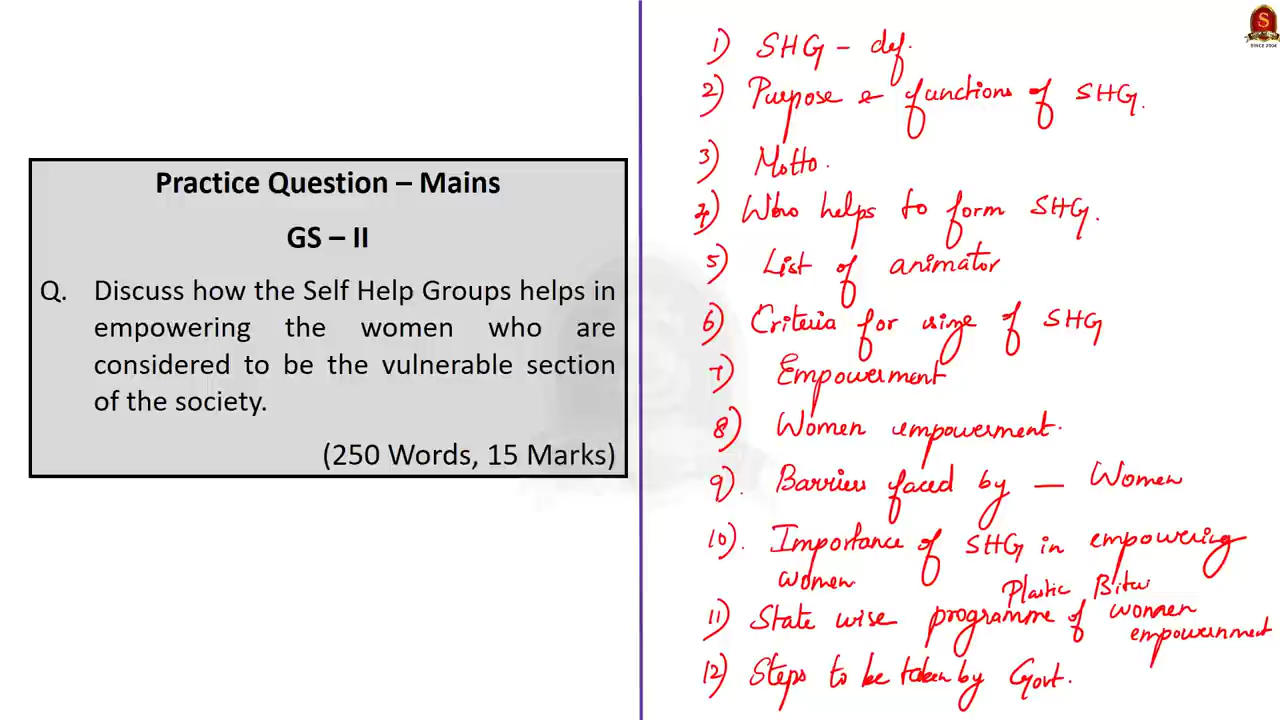 Practice Question – Mains
GS – II
Q. Discuss how the Self Help Groups helps in
empowering the women who are
considered to be the vulnerable section
of the society.
(250 Words, 15 Marks)
S
SINCE 2004
1) SHG – def.
2) Purpose & functions of SHG.
3) Motto.
4) Who helps to form SHG.
5) List of animator
6) Criteria for size of SHG
7) Empowerment
8) Women empowerment.
9). Barriers faced by — Women
10). Importance of SHG in empowering
women
Plastic
11) State wise programme of women
empowernment
12) Steps to be taken by Govt.